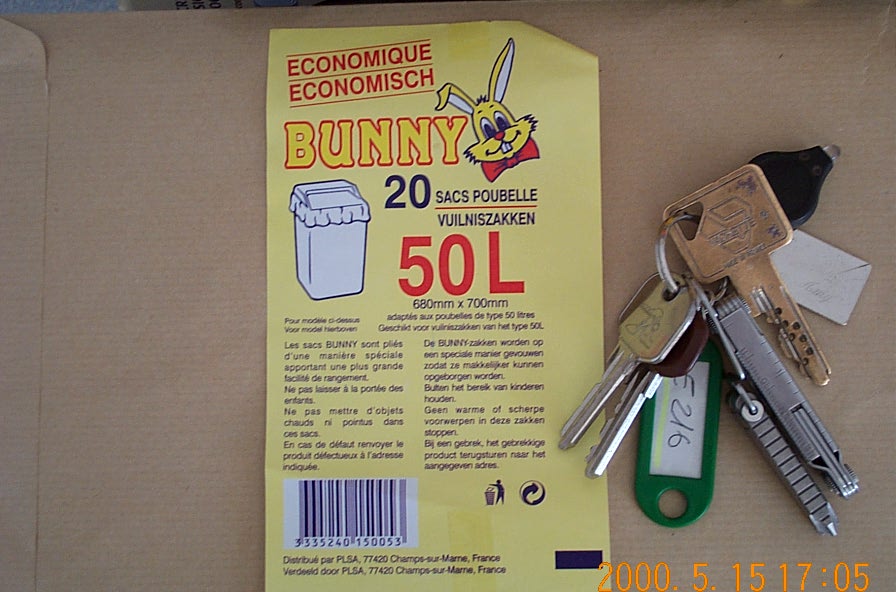 ECONOMIQUE
ECONOMISCH
BUNNY
20 SACS POUBELLE
VUILNISZAKKEN
50L
680mm x 700mm
adaptés aux poubelles de type 50 litres
Geschikt voor vuilniszakken van het type 50L
Pour modèle ci-dessus
Voor model hierboven
Les sacs BUNNY sont pliés
d'une manière spéciale
apportant une plus grande
facilité de rangement.
Ne pas laisser à la portée des
enfants.
Ne pas mettre d'objets
chauds ni pointus dans
ces sacs.
En cas de défaut renvoyer le
produit défectueux à l'adresse
indiquée.
De BUNNY-zakken worden op
een speciale manier gevouwen
zodat ze makkelijker kunnen
opgeborgen worden.
Buiten het bereik van kinderen
houden.
Geen warme of scherpe
voorwerpen in deze zakken
stoppen.
Bij een gebrek, het gebrekkige
product terugsturen naar het
aangegeven adres.
3335240 150053
Distribué par PLSA, 77420 Champs-sur-Marne, France
Verdeeld door PLSA, 77420 Champs-sur-Marne, France
E 216
2000. 5. 15 17:05